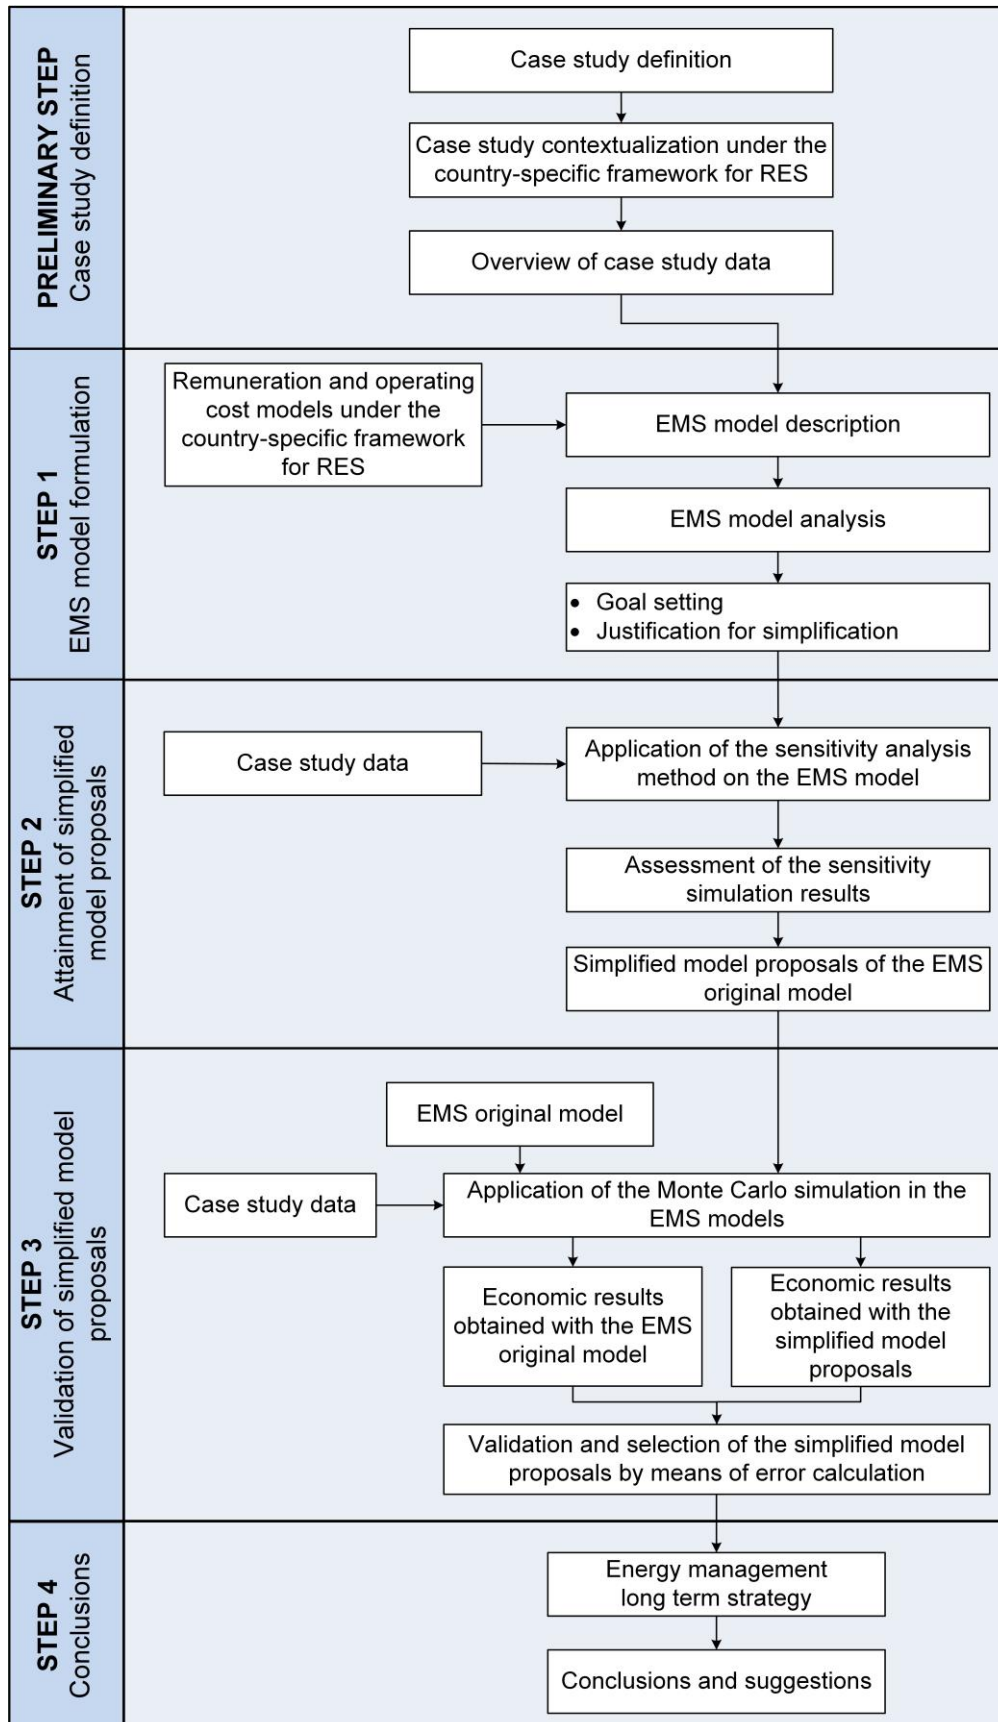 PRELIMINARY STEP
Case study definition
Case study definition
Case study contextualization under the
country-specific framework for RES
Overview of case study data
STEP 1
EMS model formulation
Remuneration and operating
cost models under the
country-specific framework
for RES
EMS model description
EMS model analysis
• Goal setting
• Justification for simplification
STEP 2
Attainment of simplified
model proposals
Case study data
Application of the sensitivity analysis
method on the EMS model
Assessment of the sensitivity
simulation results
Simplified model proposals of the EMS
original model
STEP 3
Validation of simplified model
proposals
EMS original model
Case study data
Application of the Monte Carlo simulation in the
EMS models
Economic results
obtained with the EMS
original model
Economic results
obtained with the
simplified model
proposals
Validation and selection of the simplified model
proposals by means of error calculation
STEP 4
Conclusions
Energy management
long term strategy
Conclusions and suggestions